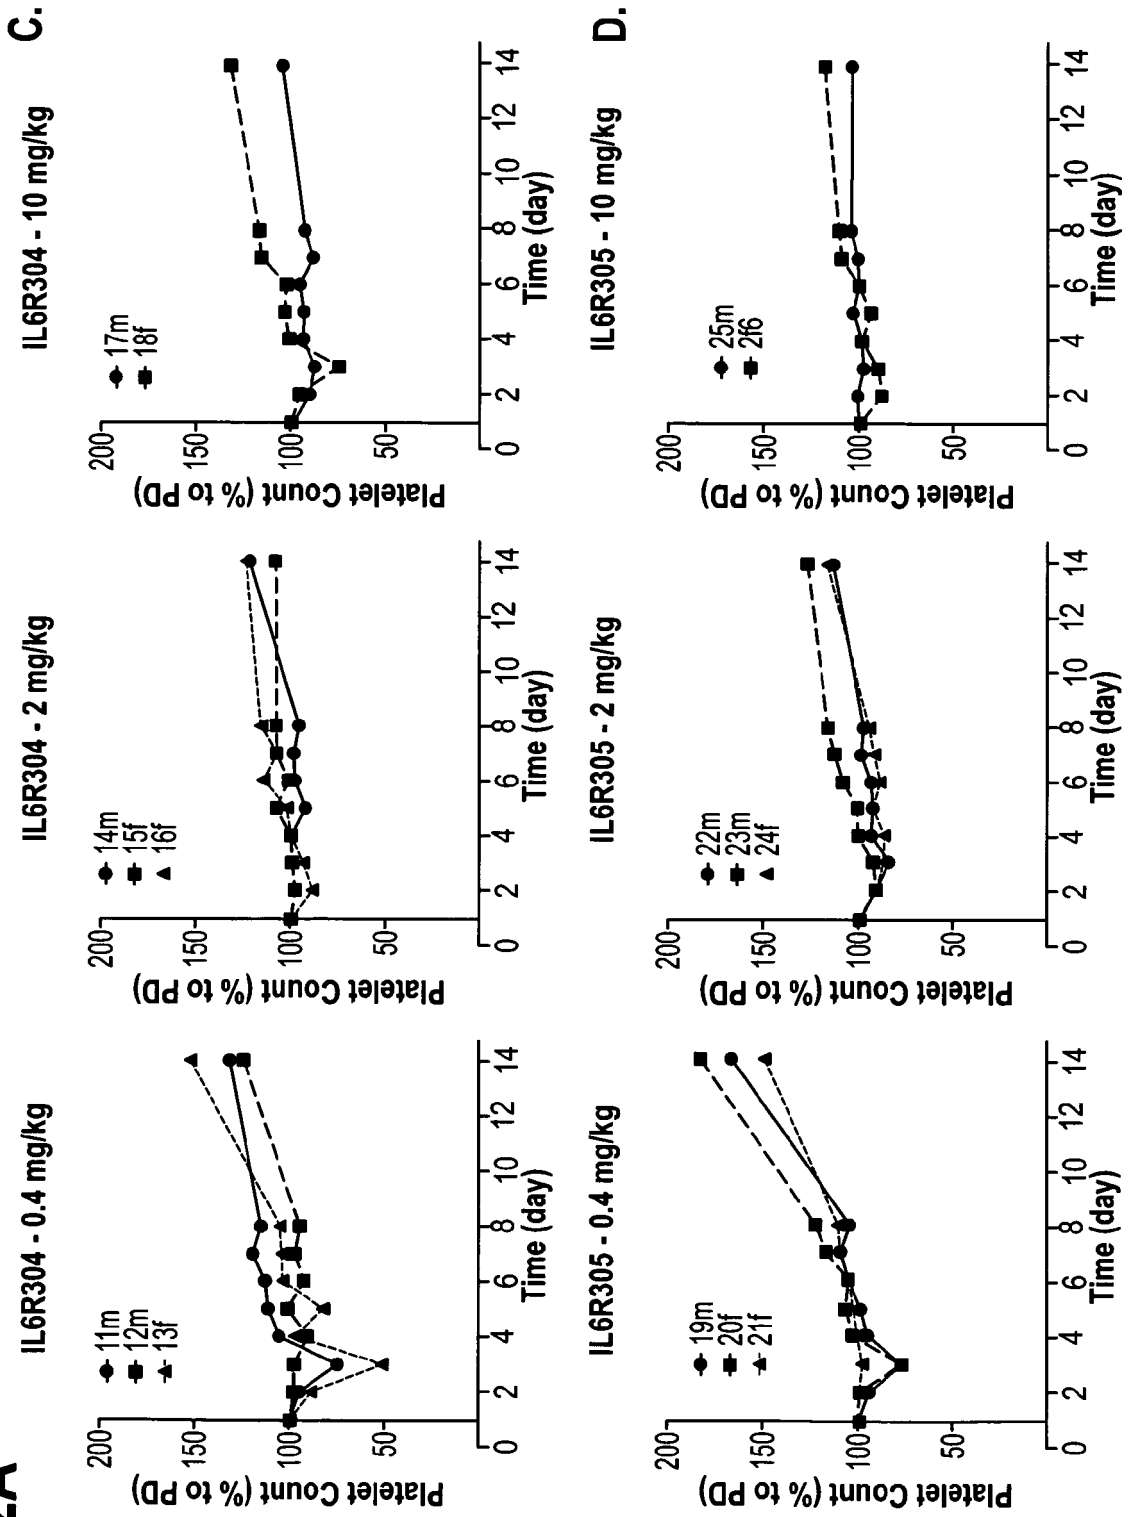 2A
C.
IL6R304 - 0.4 mg/kg
11m
12m
13f
Platelet Count (% to PD)
200
150
100
50
0 2 4 6 8 10 12 14
Time (day)
IL6R304 - 2 mg/kg
14m
15f
16f
Platelet Count (% to PD)
200
150
100
50
0 2 4 6 8 10 12 14
Time (day)
IL6R304 - 10 mg/kg
17m
18f
Platelet Count (% to PD)
200
150
100
50
0 2 4 6 8 10 12 14
Time (day)
D.
IL6R305 - 0.4 mg/kg
19m
20f
21f
Platelet Count (% to PD)
200
150
100
50
0 2 4 6 8 10 12 14
Time (day)
IL6R305 - 2 mg/kg
22m
23m
24f
Platelet Count (% to PD)
200
150
100
50
0 2 4 6 8 10 12 14
Time (day)
IL6R305 - 10 mg/kg
25m
2f6
Platelet Count (% to PD)
200
150
100
50
0 2 4 6 8 10 12 14
Time (day)